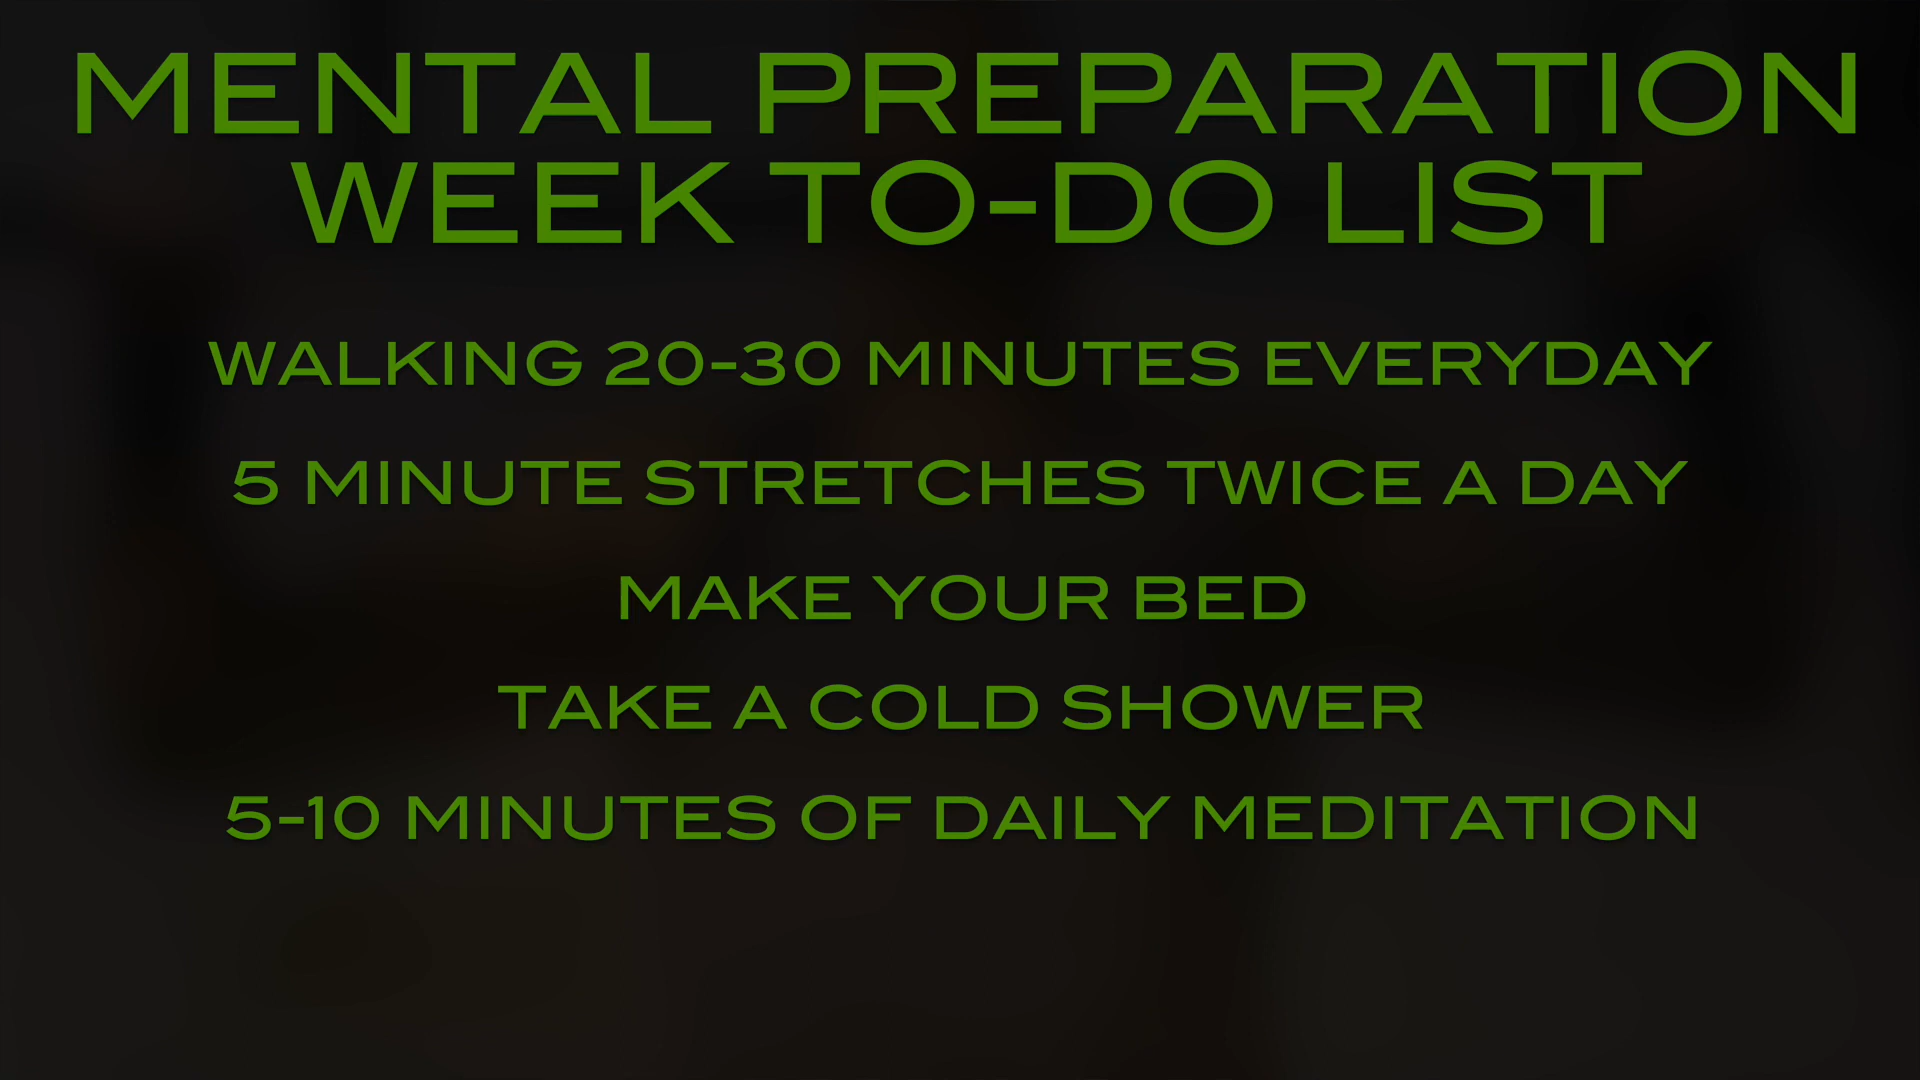 MENTAL PREPARATION
WEEK TO-DO LIST
WALKING 20-30 MINUTES EVERYDAY
5 MINUTE STRETCHES TWICE A DAY
MAKE YOUR BED
TAKE A COLD SHOWER
5-10 MINUTES OF DAILY MEDITATION